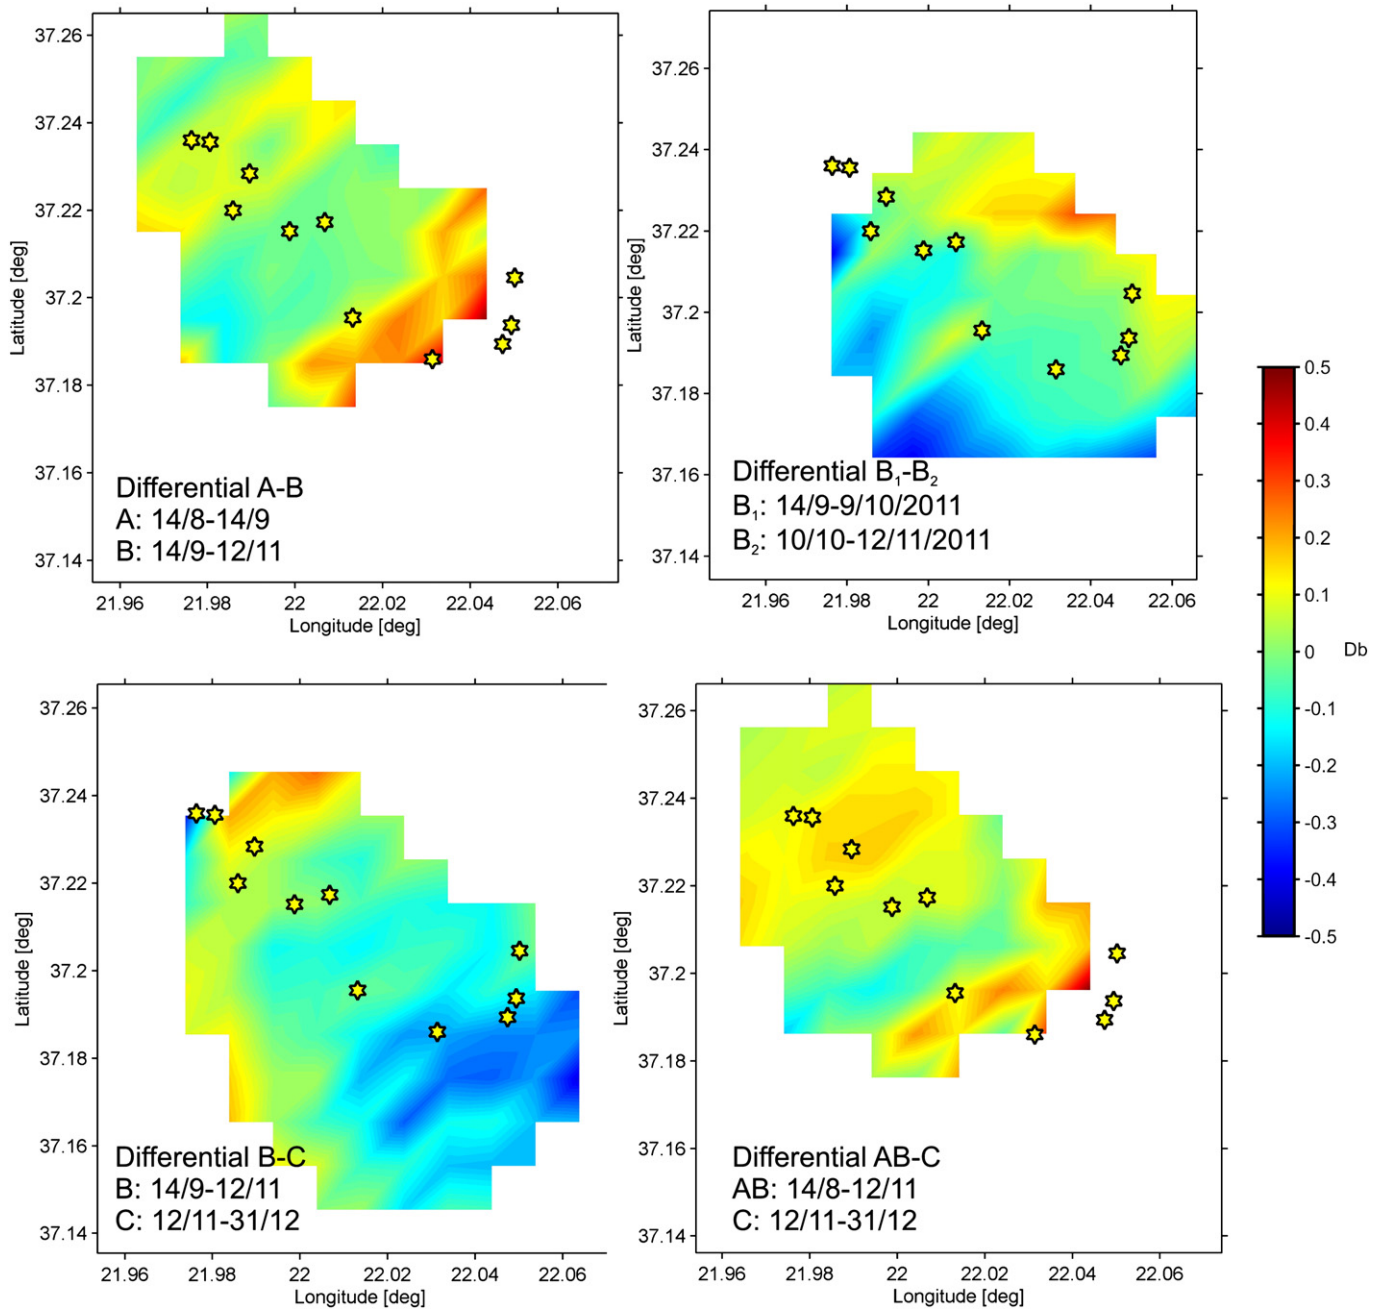 37.26
37.24
37.22
37.2
37.18
37.16
37.14
Latitude [deg]
Differential A-B
A: 14/8-14/9
B: 14/9-12/11
21.96 21.98 22 22.02 22.04 22.06
Longitude [deg]
37.26
37.24
37.22
37.2
37.18
37.16
37.14
Latitude [deg]
Differential B₁-B₂
B₁: 14/9-9/10/2011
B₂: 10/10-12/11/2011
21.96 21.98 22 22.02 22.04 22.06
Longitude [deg]
37.26
37.24
37.22
37.2
37.18
37.16
37.14
Latitude [deg]
Differential B-C
B: 14/9-12/11
C: 12/11-31/12
21.96 21.98 22 22.02 22.04 22.06
Longitude [deg]
37.26
37.24
37.22
37.2
37.18
37.16
37.14
Latitude [deg]
Differential AB-C
AB: 14/8-12/11
C: 12/11-31/12
21.96 21.98 22 22.02 22.04 22.06
Longitude [deg]
0.5
0.4
0.3
0.2
0.1
0
-0.1
-0.2
-0.3
-0.4
-0.5
Db